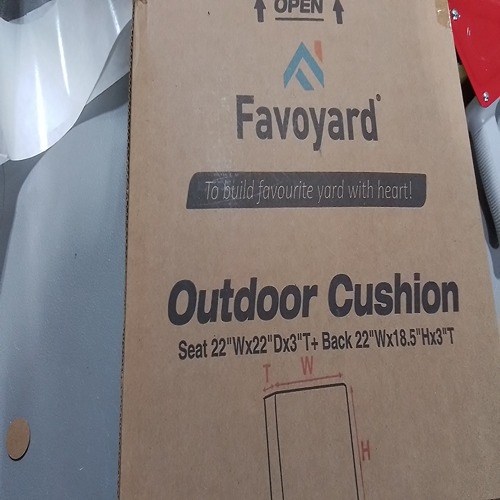 OPEN
Favoyard
To build favourite yard with heart!
Outdoor Cushion
Seat 22"Wx22"Dx3"T+ Back 22"Wx18.5"Hx3"T
T W
H